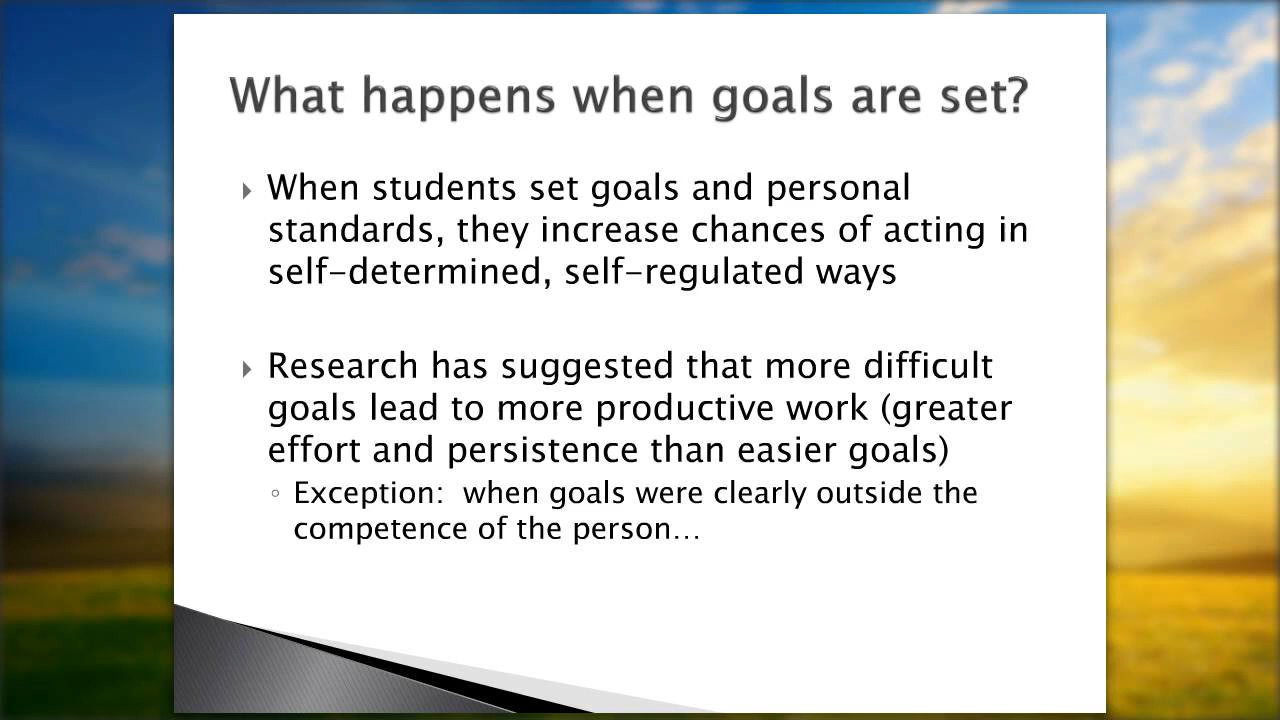 What happens when goals are set?
When students set goals and personal
standards, they increase chances of acting in
self-determined, self-regulated ways
Research has suggested that more difficult
goals lead to more productive work (greater
effort and persistence than easier goals)
Exception:  when goals were clearly outside the
competence of the person…